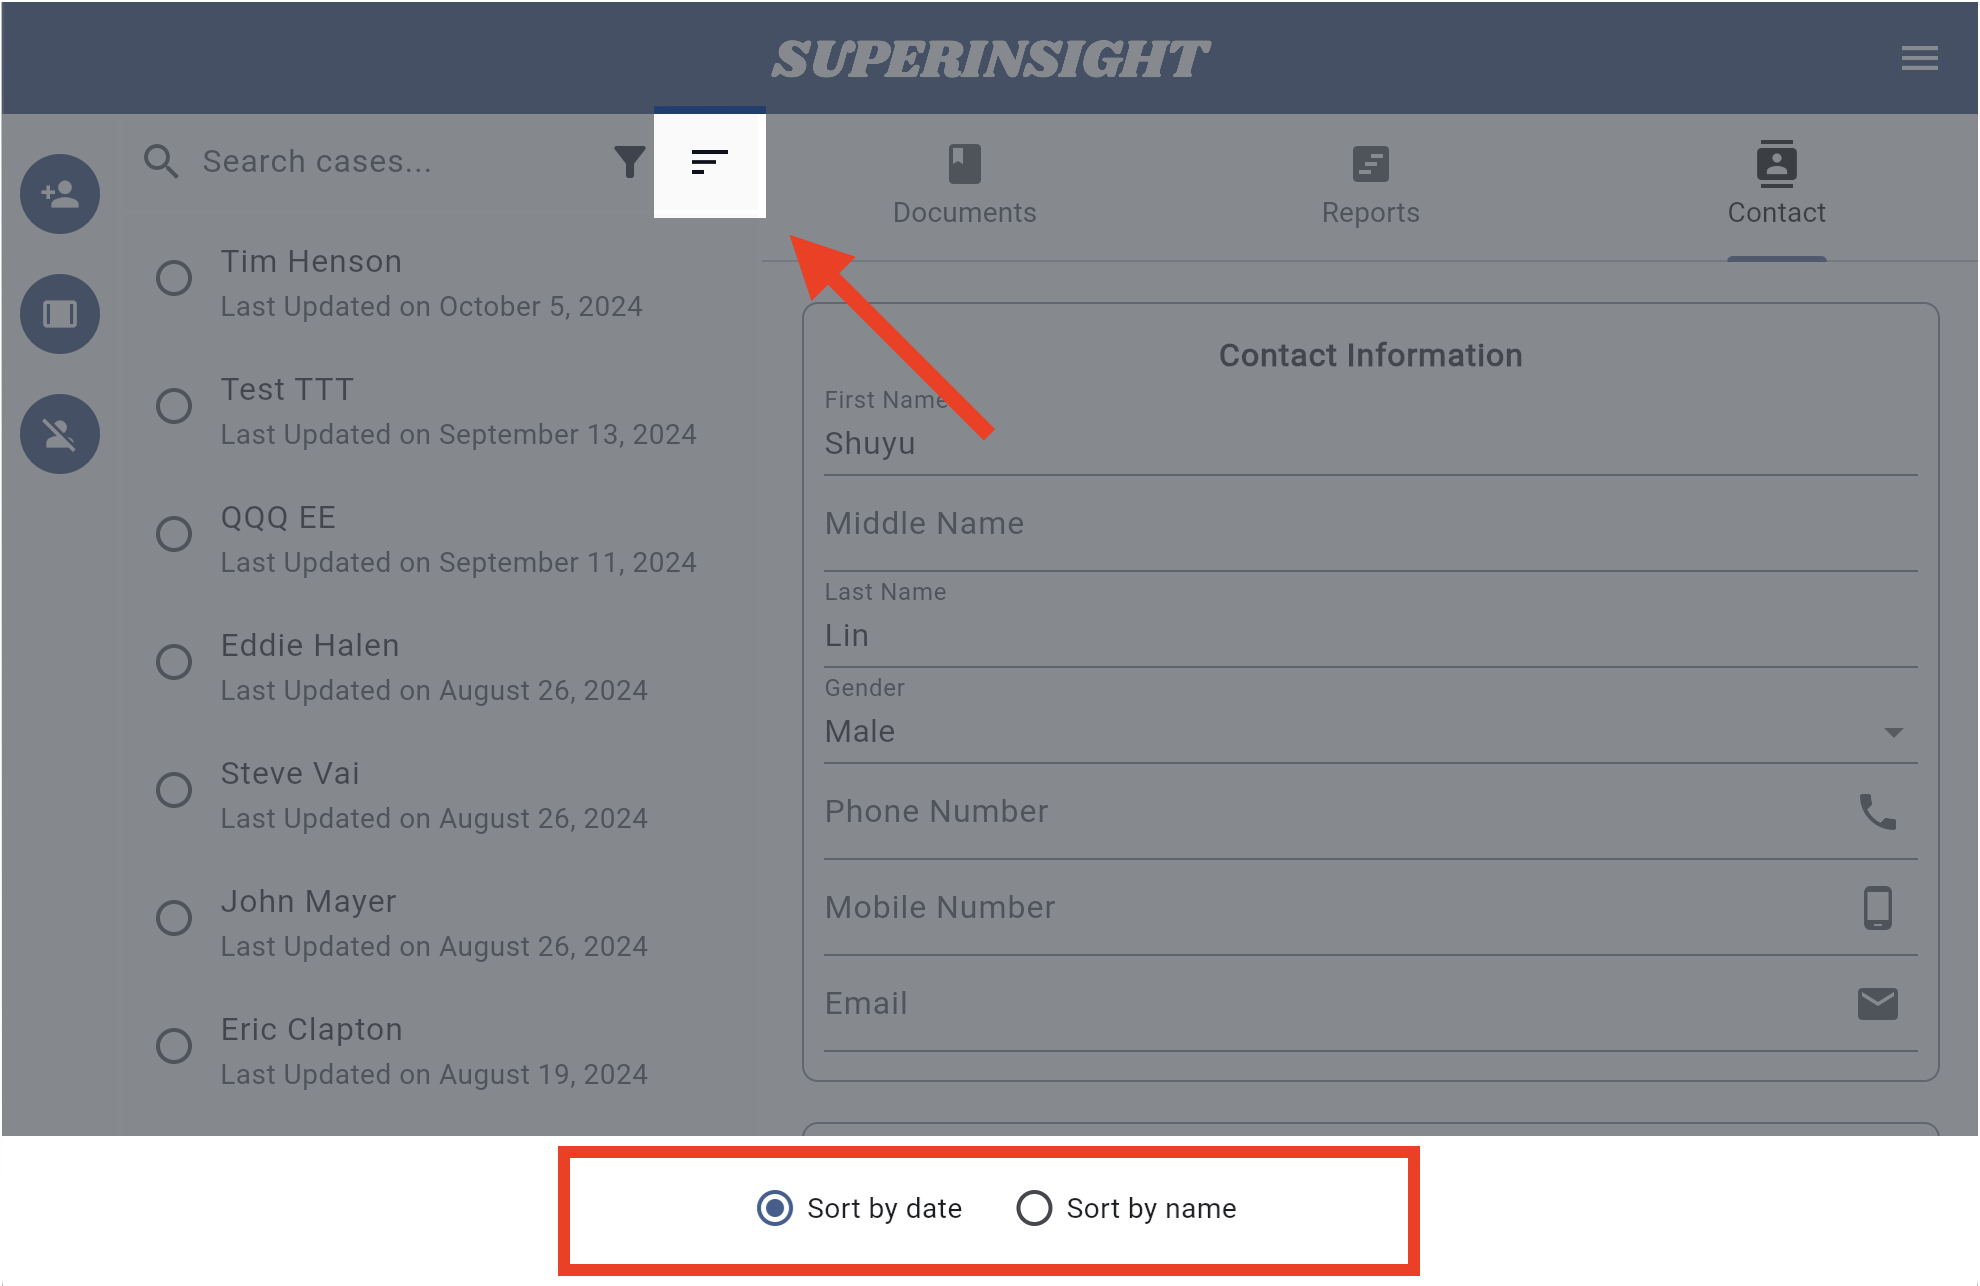 SUPERINSIGHT
Search cases...
Tim Henson
Last Updated on October 5, 2024
Test TTT
Last Updated on September 13, 2024
QQQ EE
Last Updated on September 11, 2024
Eddie Halen
Last Updated on August 26, 2024
Steve Vai
Last Updated on August 26, 2024
John Mayer
Last Updated on August 26, 2024
Eric Clapton
Last Updated on August 19, 2024
Documents
Reports
Contact
Contact Information
First Name
Shuyu
Middle Name
Last Name
Lin
Gender
Male
Phone Number
Mobile Number
Email
Sort by date
Sort by name